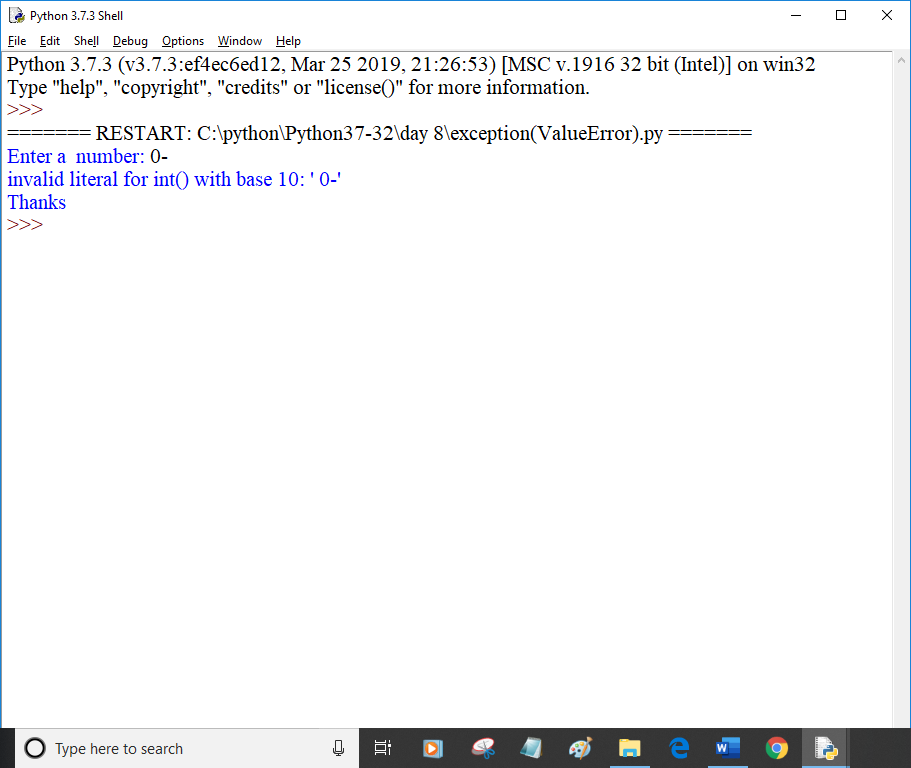 Python 3.7.3 Shell
File Edit Shell Debug Options Window Help
Python 3.7.3 (v3.7.3:ef4ec6ed12, Mar 25 2019, 21:26:53) [MSC v.1916 32 bit (Intel)] on win32
Type "help", "copyright", "credits" or "license()" for more information.
>>>
======= RESTART: C:\python\Python37-32\day 8\exception(ValueError).py =======
Enter a  number: 0-
invalid literal for int() with base 10: ' 0-'
Thanks
>>>
Type here to search